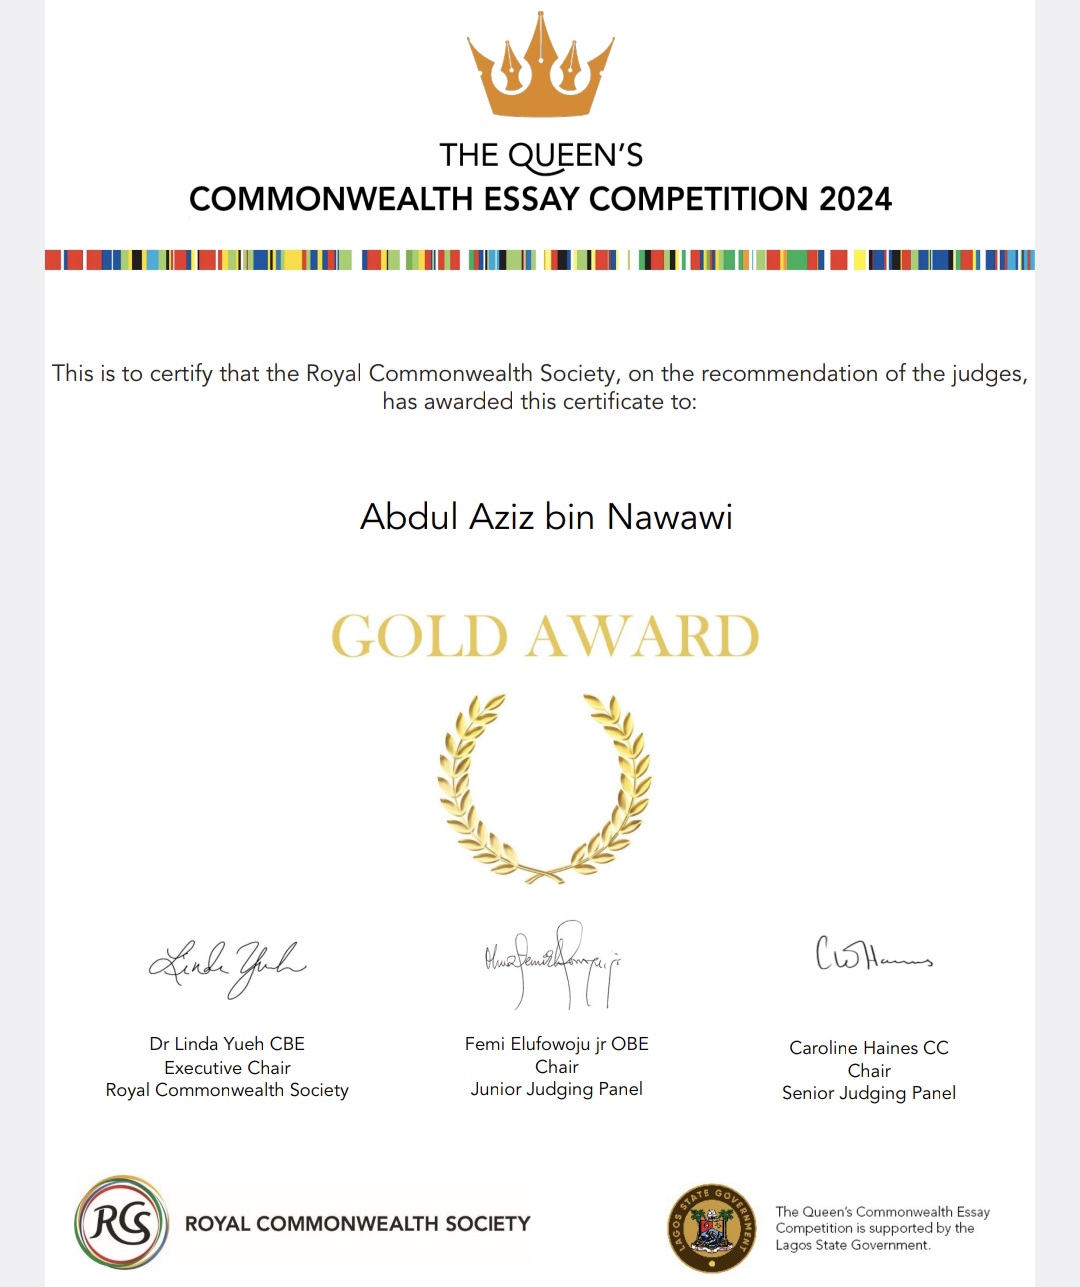 THE QUEEN'S
COMMONWEALTH ESSAY COMPETITION 2024
This is to certify that the Royal Commonwealth Society, on the recommendation of the judges,
has awarded this certificate to:
Abdul Aziz bin Nawawi
GOLD AWARD
Linda Yueh
Dr Linda Yueh CBE
Executive Chair
Royal Commonwealth Society
Femi Elufowoju jr OBE
Chair
Junior Judging Panel
Caroline Haines CC
Chair
Senior Judging Panel
RCS
ROYAL COMMONWEALTH SOCIETY
LAGOS STATE GOVERNMENT
The Queen's Commonwealth Essay
Competition is supported by the
Lagos State Government.